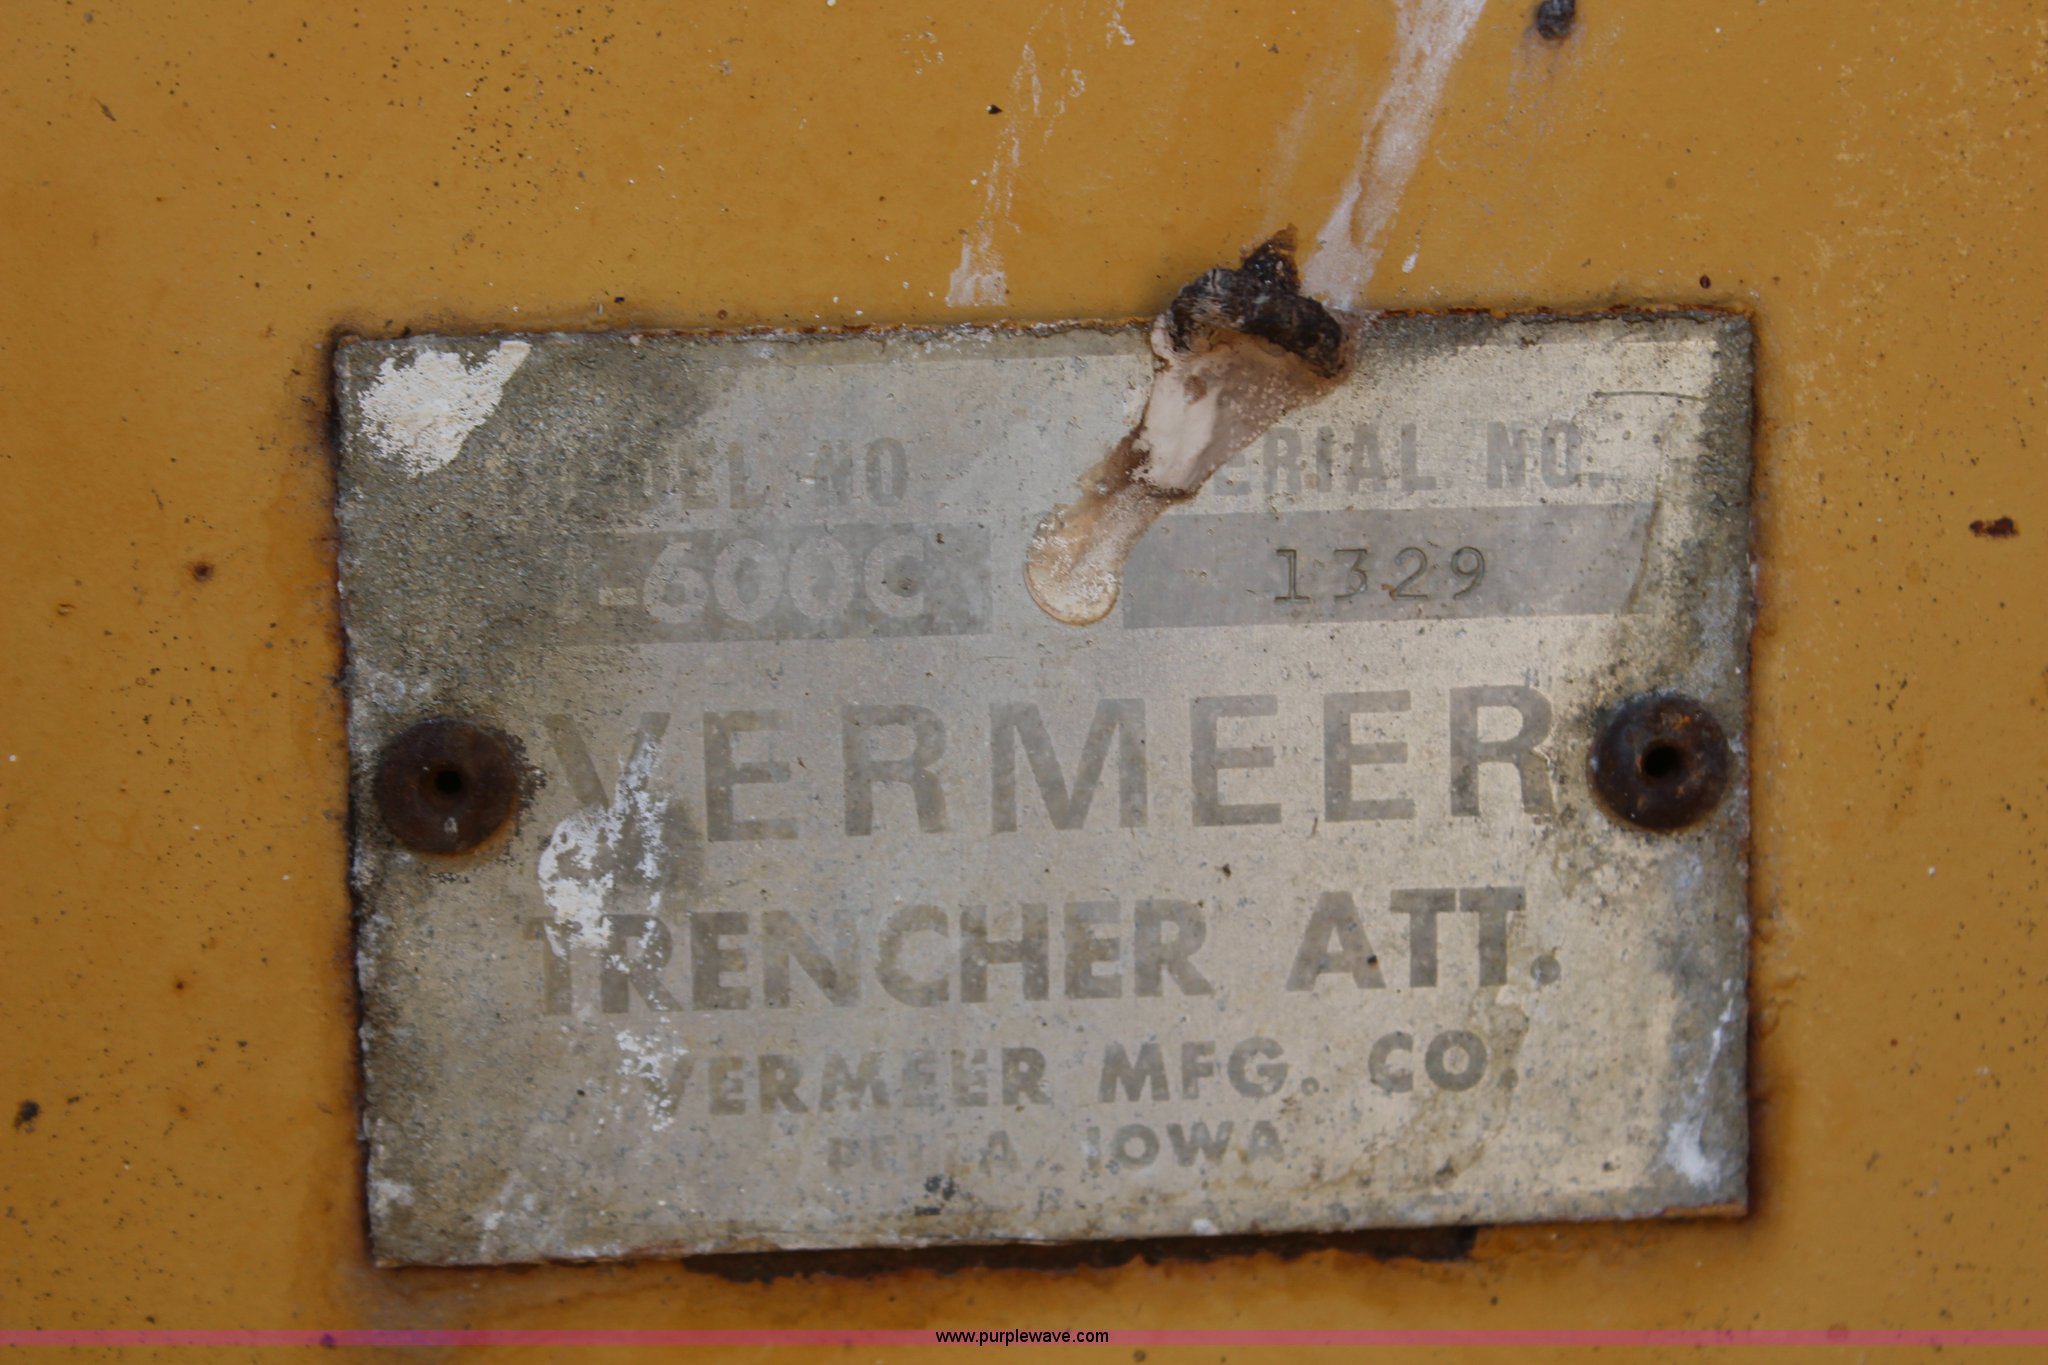 MODEL NO. SERIAL NO.
T-600C 1329
VERMEER
TRENCHER ATT.
VERMEER MFG. CO.
PELLA IOWA
www.purplewave.com